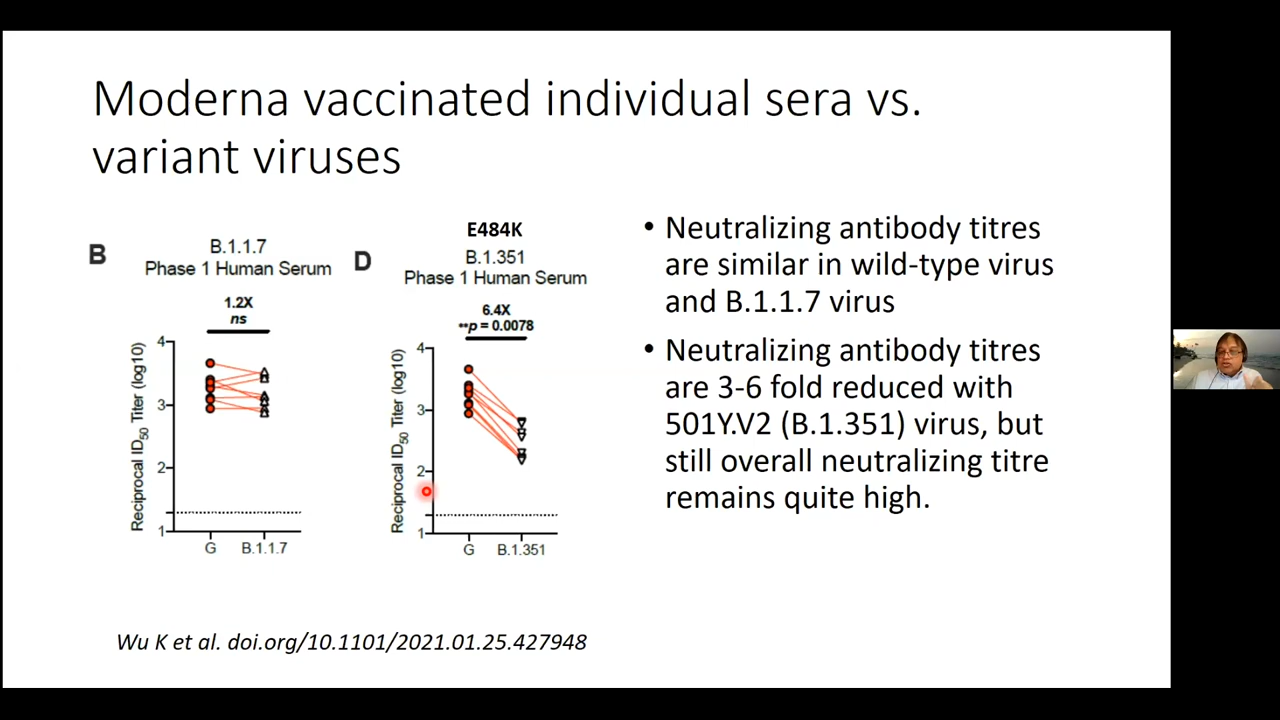 Moderna vaccinated individual sera vs.
variant viruses
B
B.1.1.7
Phase 1 Human Serum
1.2X
ns
Reciprocal ID50 Titer (log10)
4
3
2
1
G B.1.1.7
D
E484K
B.1.351
Phase 1 Human Serum
6.4X
**p = 0.0078
Reciprocal ID50 Titer (log10)
4
3
2
1
G B.1.351
• Neutralizing antibody titres
are similar in wild-type virus
and B.1.1.7 virus
• Neutralizing antibody titres
are 3-6 fold reduced with
501Y.V2 (B.1.351) virus, but
still overall neutralizing titre
remains quite high.
Wu K et al. doi.org/10.1101/2021.01.25.427948